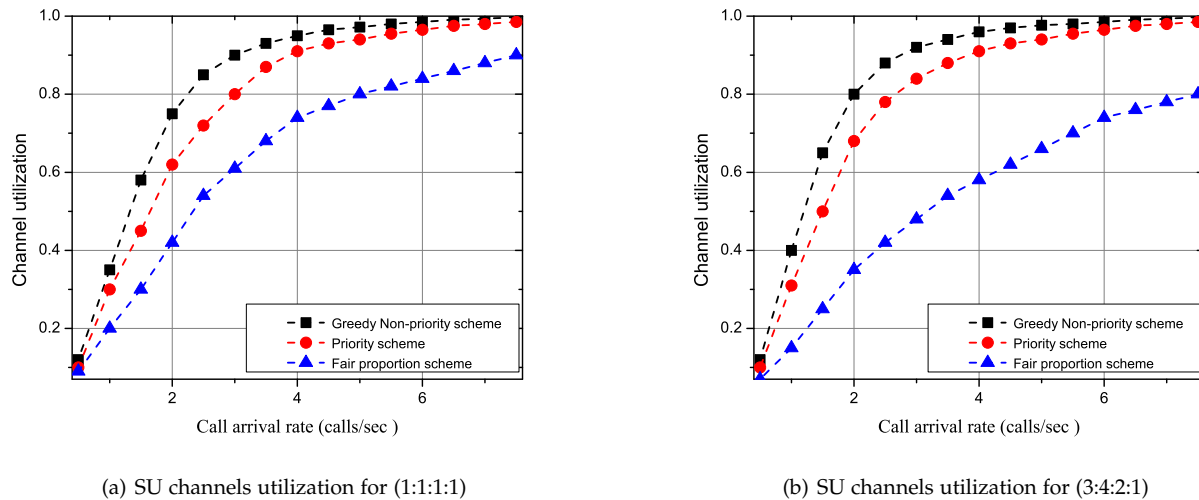 1.0
0.8
0.6
0.4
0.2
Channel utilization
Greedy Non-priority scheme
Priority scheme
Fair proportion scheme
2 4 6
Call arrival rate (calls/sec )
(a) SU channels utilization for (1:1:1:1)
1.0
0.8
0.6
0.4
0.2
Channel utilization
Greedy Non-priority scheme
Priority scheme
Fair proportion scheme
2 4 6
Call arrival rate (calls/sec )
(b) SU channels utilization for (3:4:2:1)